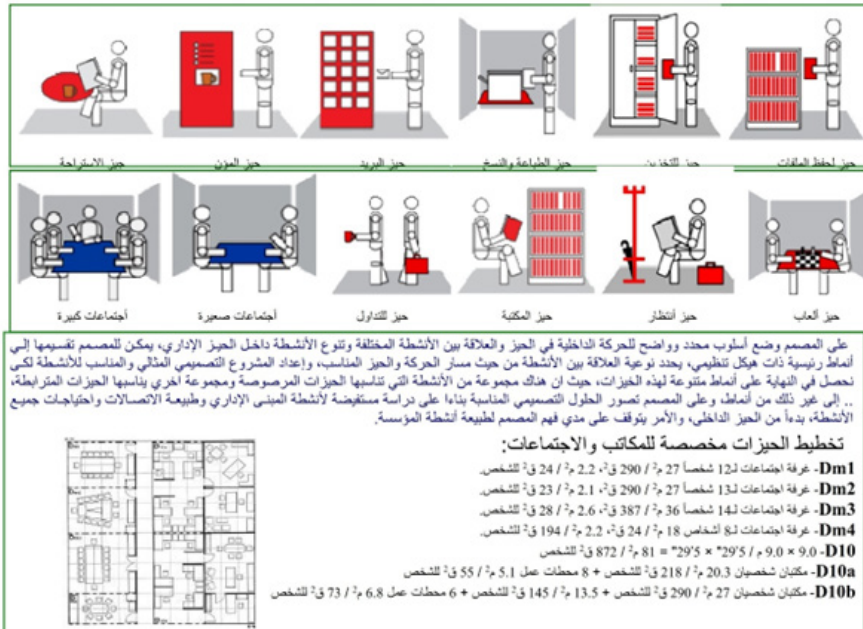 حيز لحفظ الملفات
حيز للتخزين
حيز الطباعة والنسخ
حيز البريد
حيز المزن
حيز الاستراحة
حيز ألعاب
حيز أنتظار
حيز المكتبة
حيز للتداول
أجتماعات صعيرة
أجتماعات كبيرة
على المصمم وضع أسلوب محدد وواضح للحركة الداخلية في الحيز والعلاقة بين الأنشطة المختلفة وتنوع الأنشطة داخل الحيز الإداري، يمكن للمصمم تقسيمها إلي
أنماط رئيسية ذات هيكل تنظيمي، يحدد نوعية العلاقة بين الأنشطة من حيث مسار الحركة والحيز المناسب، وإعداد المشروع التصميمي المثالي والمناسب للأنشطة لكى
نحصل في النهاية على أنماط متنوعة لهذه الخيزات، حيث ان هناك مجموعة من الأنشطة التي تناسبها الحيزات المرصوصة ومجموعة اخري يناسبها الحيزات المترابطة،
.. إلى غير ذلك من أنماط، وعلى المصمم تصور الحلول التصميمي المناسبة بناءا على دراسة مستفيضة لأنشطة المبنى الإداري وطبيعة الاتصالات واحتياجات جميع
الأنشطة، بدءاً من الحيز الداخلى، والأمر يتوقف على مدي فهم المصمم لطبيعة أنشطة المؤسسة.
تخطيط الحيزات مخصصة للمكاتب والاجتماعات:
Dm1- غرفة اجتماعات لـ12 شخصاً 27 م² / 290 ق²، 2.2 م² / 24 ق² للشخص.
Dm2- غرفة اجتماعات لـ13 شخصاً 27 م² / 290 ق²، 2.1 م² / 23 ق² للشخص.
Dm3- غرفة اجتماعات لـ14 شخصاً 36 م² / 387 ق²، 2.6 م² / 28 ق² للشخص.
Dm4- غرفة اجتماعات لـ8 أشخاص 18 م² / 24 ق²، 2.2 م² / 194 ق² للشخص.
D10- 9.0 × 9.0 م / 29'5" × 29'5" = 81 م² / 872 ق² للشخص
D10a- مكتبان شخصيان 20.3 م² / 218 ق² للشخص + 8 محطات عمل 5.1 م² / 55 ق² للشخص
D10b- مكتبان شخصيان 27 م² / 290 ق² للشخص + 13.5 م² / 145 ق² للشخص + 6 محطات عمل 6.8 م² / 73 ق² للشخص